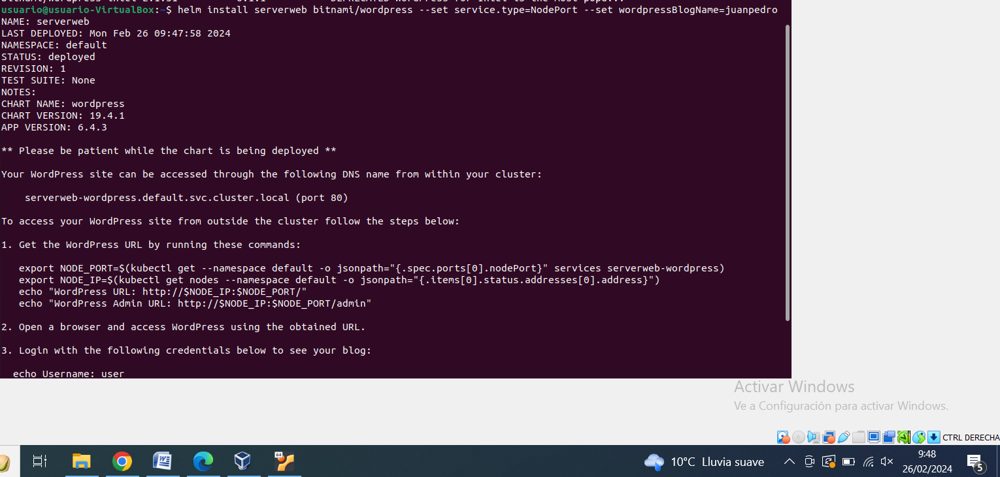 usuario@usuario-VirtualBox:~$ helm install serverweb bitnami/wordpress --set service.type=NodePort --set wordpressBlogName=juanpedro
NAME: serverweb
LAST DEPLOYED: Mon Feb 26 09:47:58 2024
NAMESPACE: default
STATUS: deployed
REVISION: 1
TEST SUITE: None
NOTES:
CHART NAME: wordpress
CHART VERSION: 19.4.1
APP VERSION: 6.4.3
** Please be patient while the chart is being deployed **
Your WordPress site can be accessed through the following DNS name from within your cluster:
serverweb-wordpress.default.svc.cluster.local (port 80)
To access your WordPress site from outside the cluster follow the steps below:
1. Get the WordPress URL by running these commands:
export NODE_PORT=$(kubectl get --namespace default -o jsonpath="{.spec.ports[0].nodePort}" services serverweb-wordpress)
export NODE_IP=$(kubectl get nodes --namespace default -o jsonpath="{.items[0].status.addresses[0].address}")
echo "WordPress URL: http://$NODE_IP:$NODE_PORT/"
echo "WordPress Admin URL: http://$NODE_IP:$NODE_PORT/admin"
2. Open a browser and access WordPress using the obtained URL.
3. Login with the following credentials below to see your blog:
echo Username: user
Activar Windows
Ve a Configuración para activar Windows.
CTRL DERECHA
64
10°C Lluvia suave
9:48
26/02/2024
5